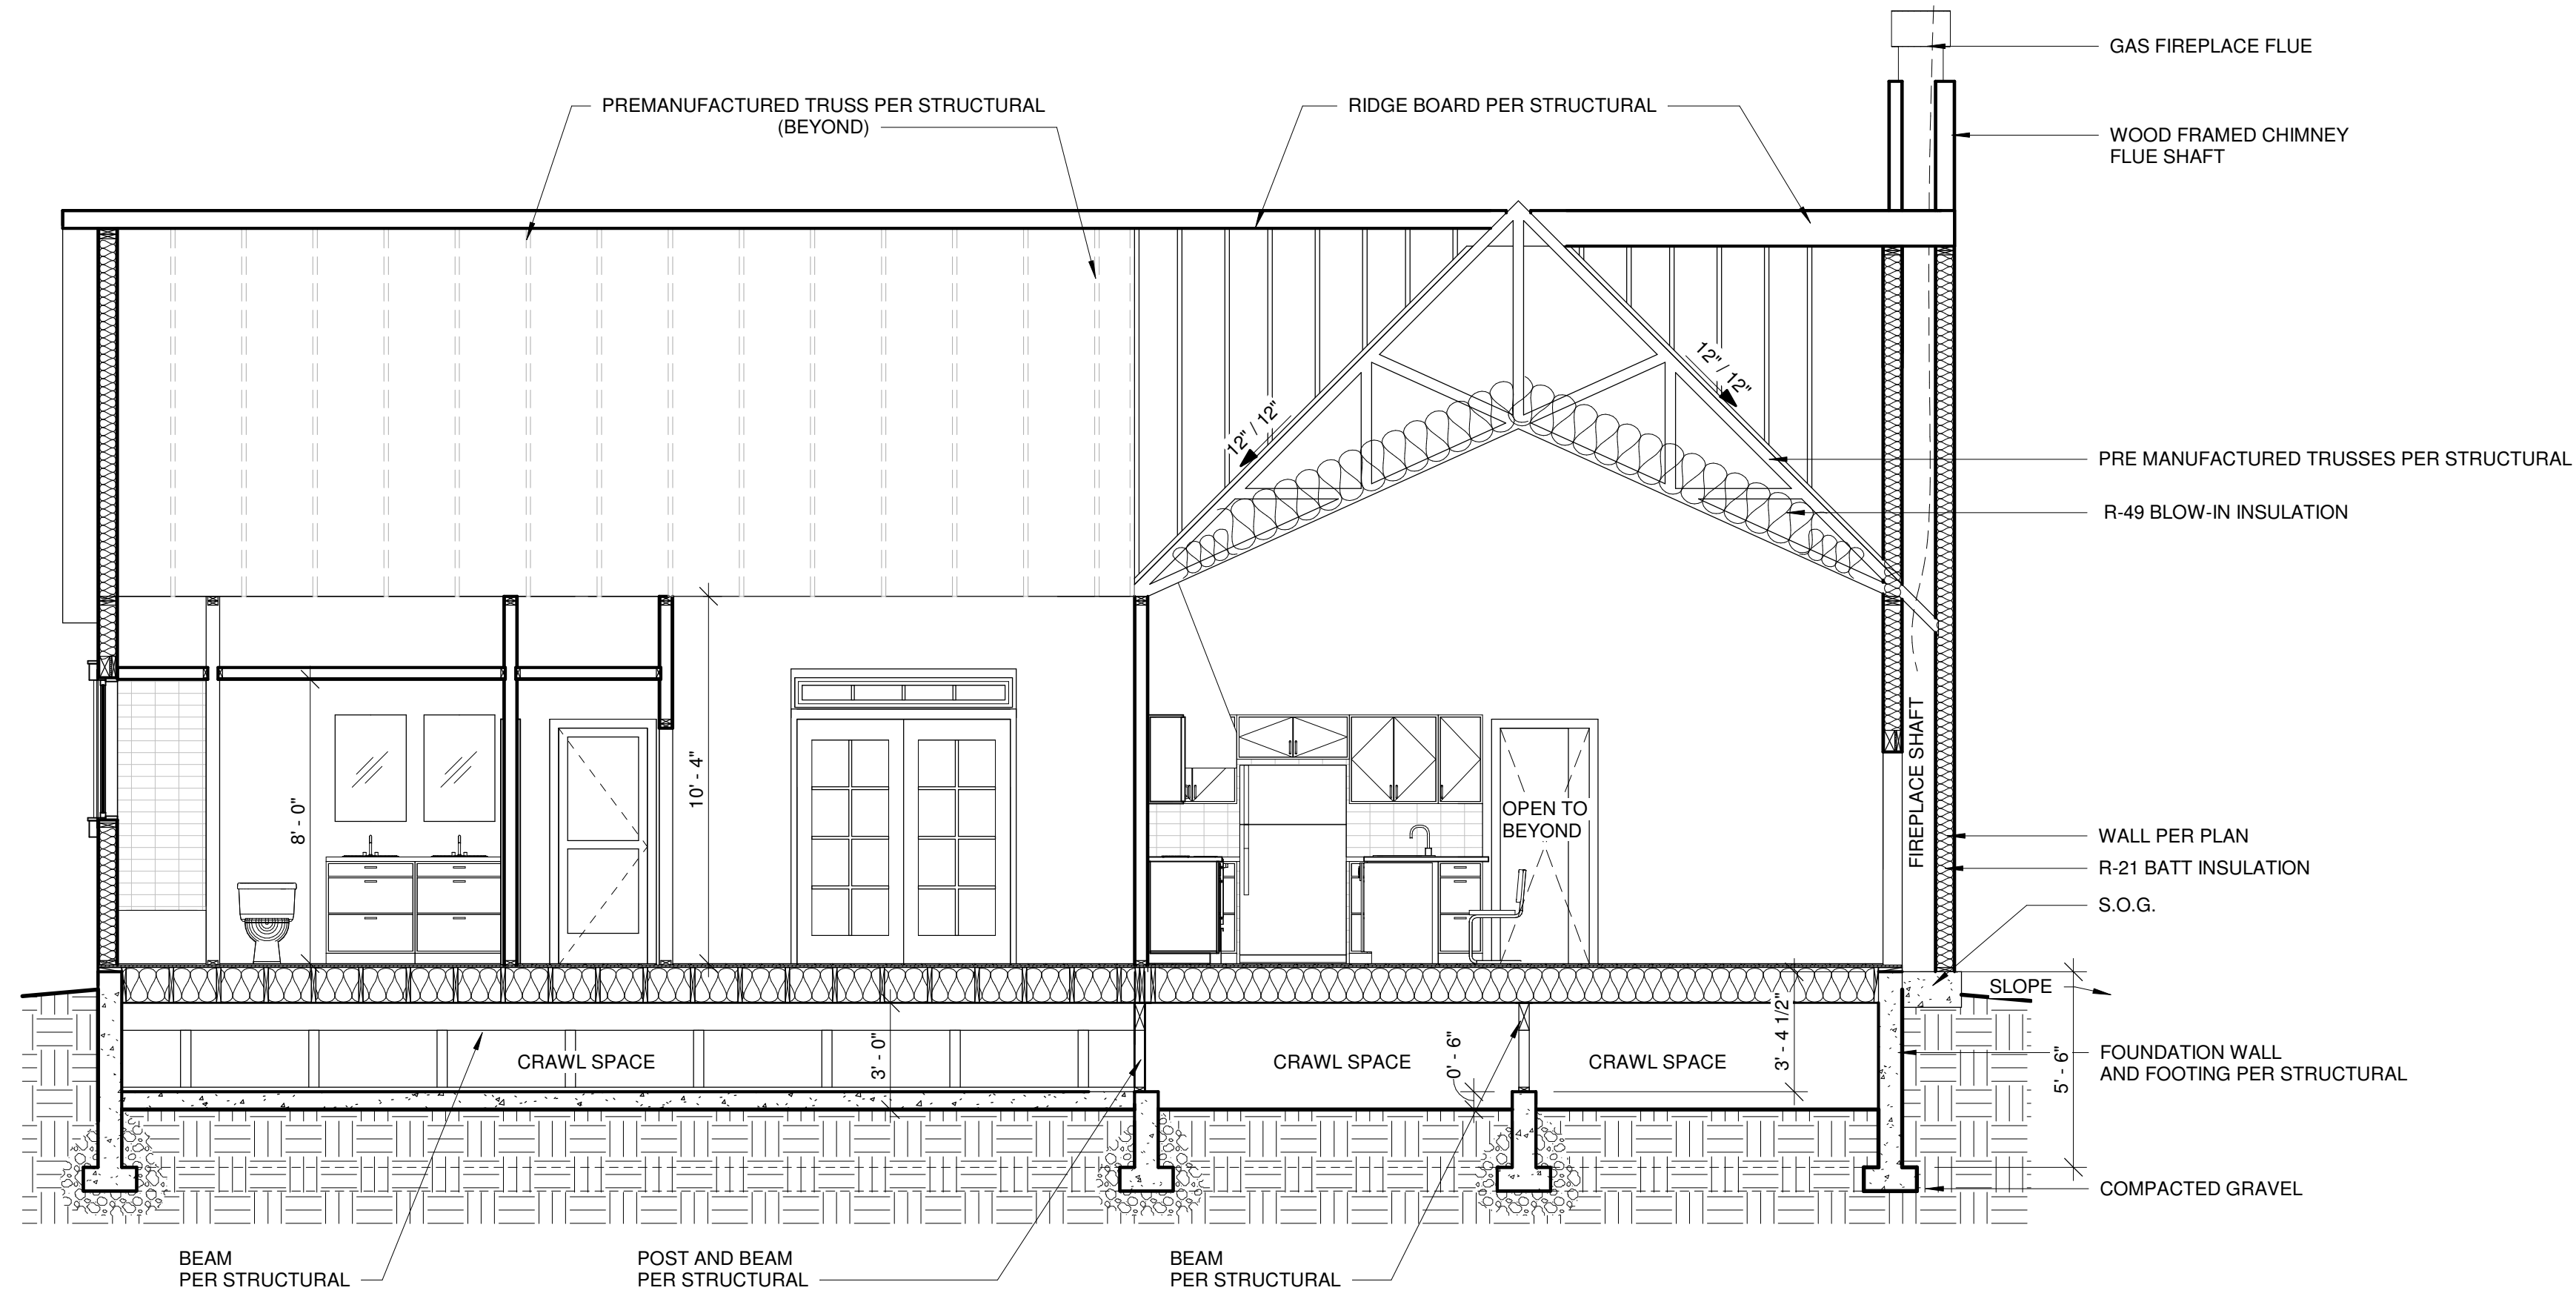 GAS FIREPLACE FLUE
PREMANUFACTURED TRUSS PER STRUCTURAL
(BEYOND)
RIDGE BOARD PER STRUCTURAL
WOOD FRAMED CHIMNEY
FLUE SHAFT
12" / 12"
12" / 12"
PRE MANUFACTURED TRUSSES PER STRUCTURAL
R-49 BLOW-IN INSULATION
8' - 0"
10' - 4"
OPEN TO
BEYOND
FIREPLACE SHAFT
WALL PER PLAN
R-21 BATT INSULATION
S.O.G.
SLOPE
CRAWL SPACE
3' - 0"
CRAWL SPACE
0' - 6"
CRAWL SPACE
3' - 4 1/2"
5' - 6"
FOUNDATION WALL
AND FOOTING PER STRUCTURAL
COMPACTED GRAVEL
BEAM
PER STRUCTURAL
POST AND BEAM
PER STRUCTURAL
BEAM
PER STRUCTURAL